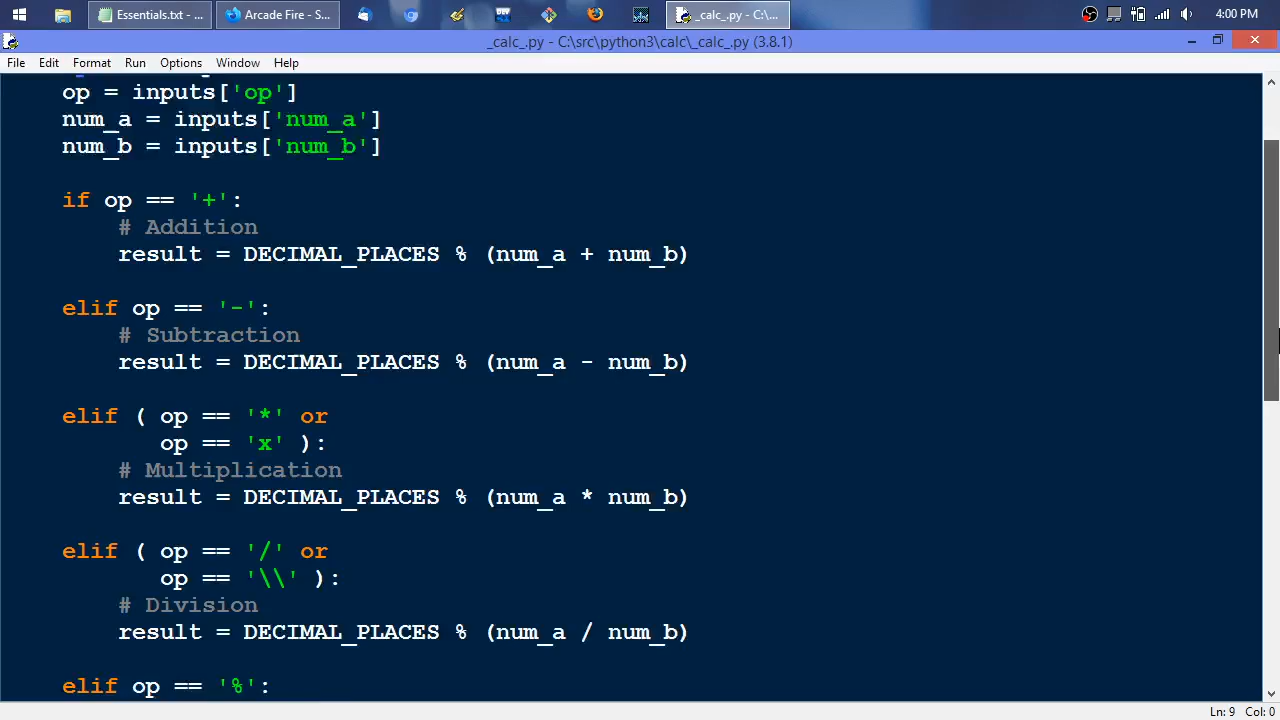 Essentials.txt - ...
Arcade Fire - S...
_calc_.py - C:\...
4:00 PM
_calc_.py - C:\src\python3\calc\_calc_.py (3.8.1)
File Edit Format Run Options Window Help
op = inputs['op']
num_a = inputs['num_a']
num_b = inputs['num_b']
if op == '+':
# Addition
result = DECIMAL_PLACES % (num_a + num_b)
elif op == '-':
# Subtraction
result = DECIMAL_PLACES % (num_a - num_b)
elif ( op == '*' or
op == 'x' ):
# Multiplication
result = DECIMAL_PLACES % (num_a * num_b)
elif ( op == '/' or
op == '\\' ):
# Division
result = DECIMAL_PLACES % (num_a / num_b)
elif op == '%':
Ln: 9 Col: 0